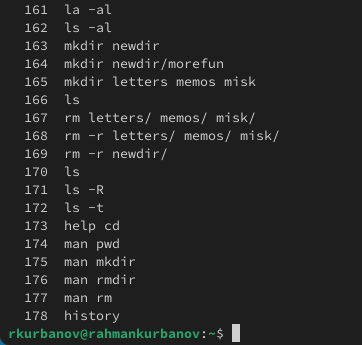 161 la -al
162 ls -al
163 mkdir newdir
164 mkdir newdir/morefun
165 mkdir letters memos misk
166 ls
167 rm letters/ memos/ misk/
168 rm -r letters/ memos/ misk/
169 rm -r newdir/
170 ls
171 ls -R
172 ls -t
173 help cd
174 man pwd
175 man mkdir
176 man rmdir
177 man rm
178 history
rkurbanov@rahmankurbanov:~$